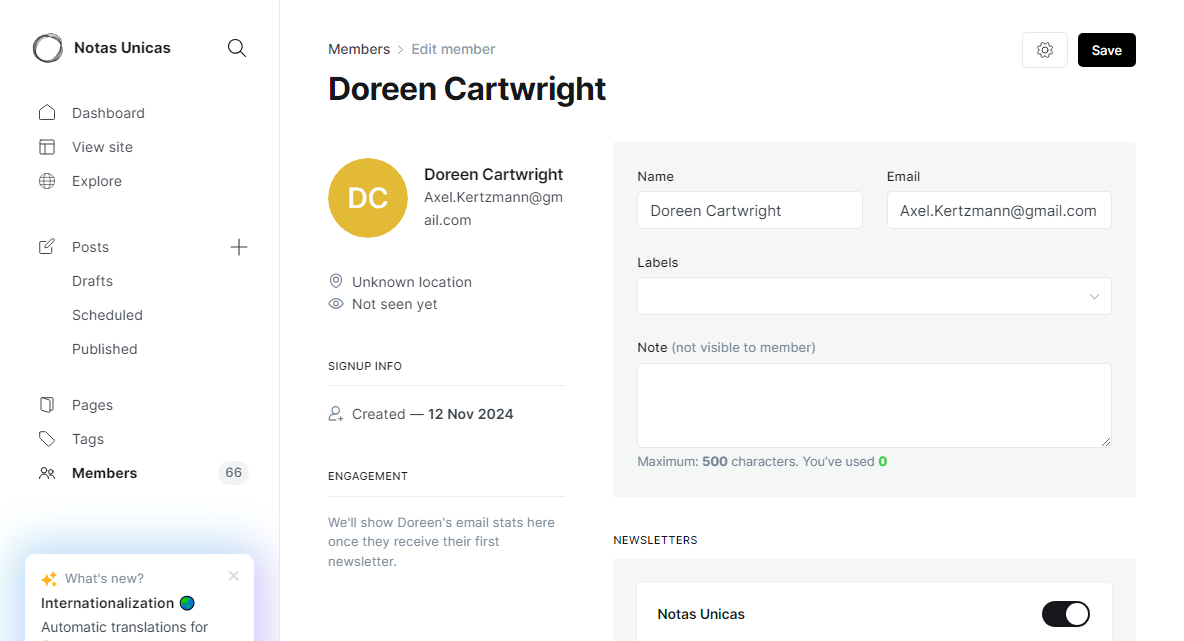 Notas Unicas
Dashboard
View site
Explore
Posts
Drafts
Scheduled
Published
Pages
Tags
Members 66
What's new?
Internationalization
Automatic translations for
Members > Edit member
Save
Doreen Cartwright
DC
Doreen Cartwright
Axel.Kertzmann@gm
ail.com
Unknown location
Not seen yet
SIGNUP INFO
Created — 12 Nov 2024
ENGAGEMENT
We'll show Doreen's email stats here
once they receive their first
newsletter.
Name
Doreen Cartwright
Email
Axel.Kertzmann@gmail.com
Labels
Note (not visible to member)
Maximum: 500 characters. You've used 0
NEWSLETTERS
Notas Unicas